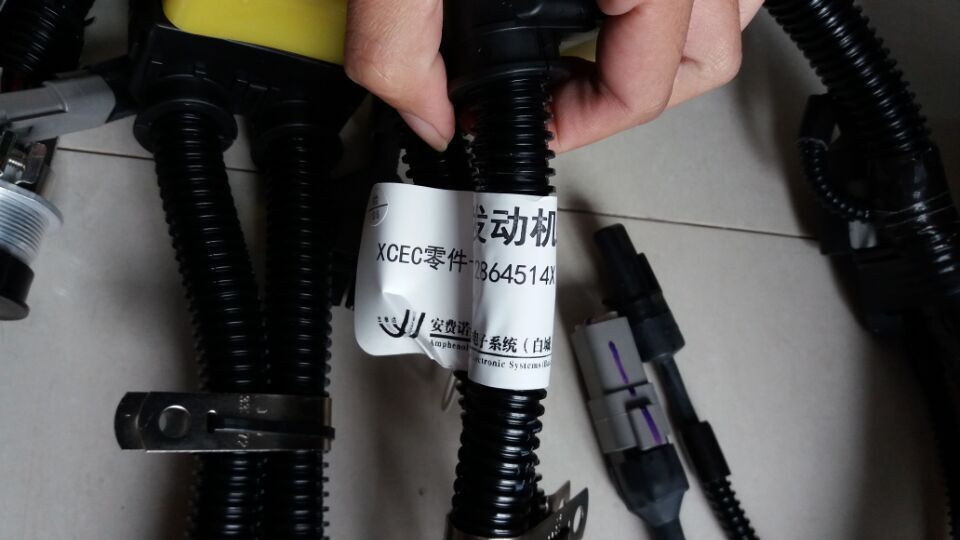 发动机
XCEC零件-2864514X
安费诺电子系统（白城
Amphenol Electronic Systems(Bai